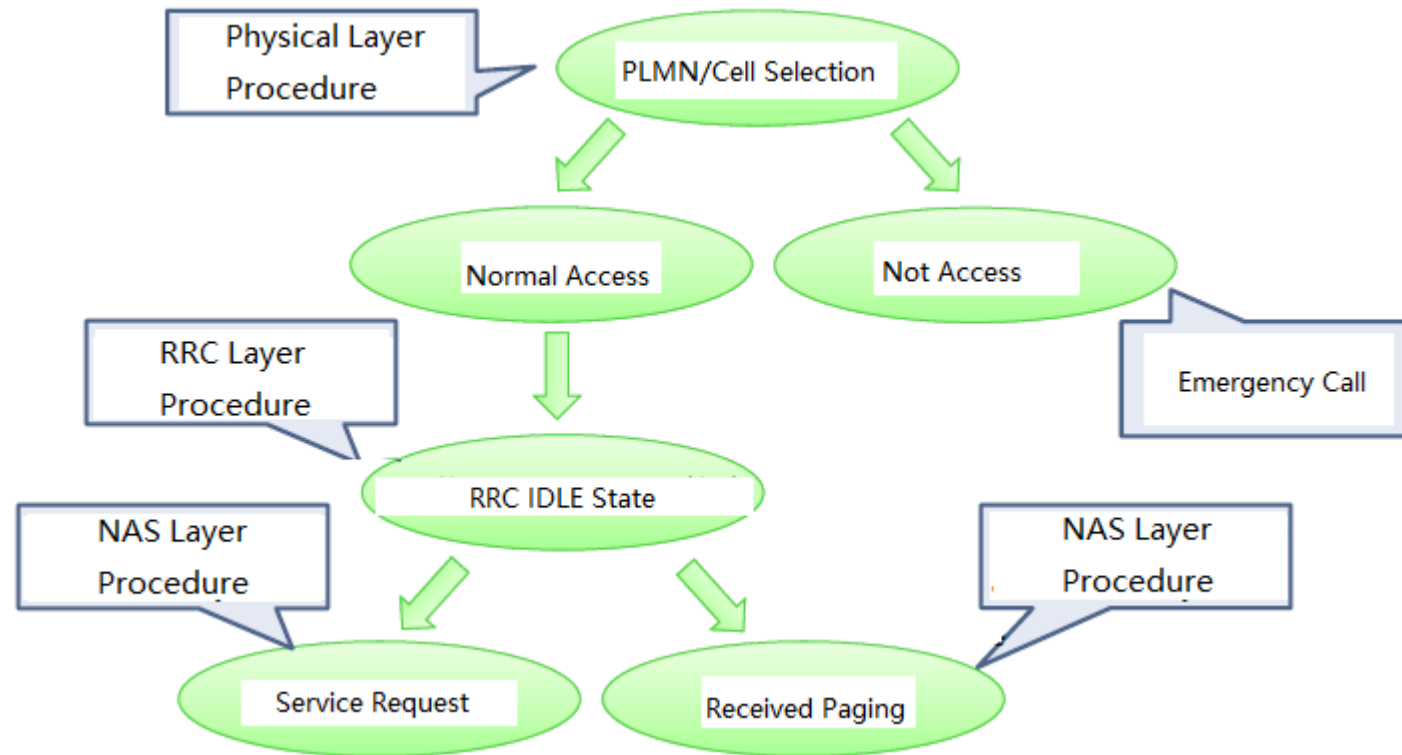 Physical Layer
Procedure
PLMN/Cell Selection
Normal Access
Not Access
RRC Layer
Procedure
Emergency Call
RRC IDLE State
NAS Layer
Procedure
NAS Layer
Procedure
Service Request
Received Paging